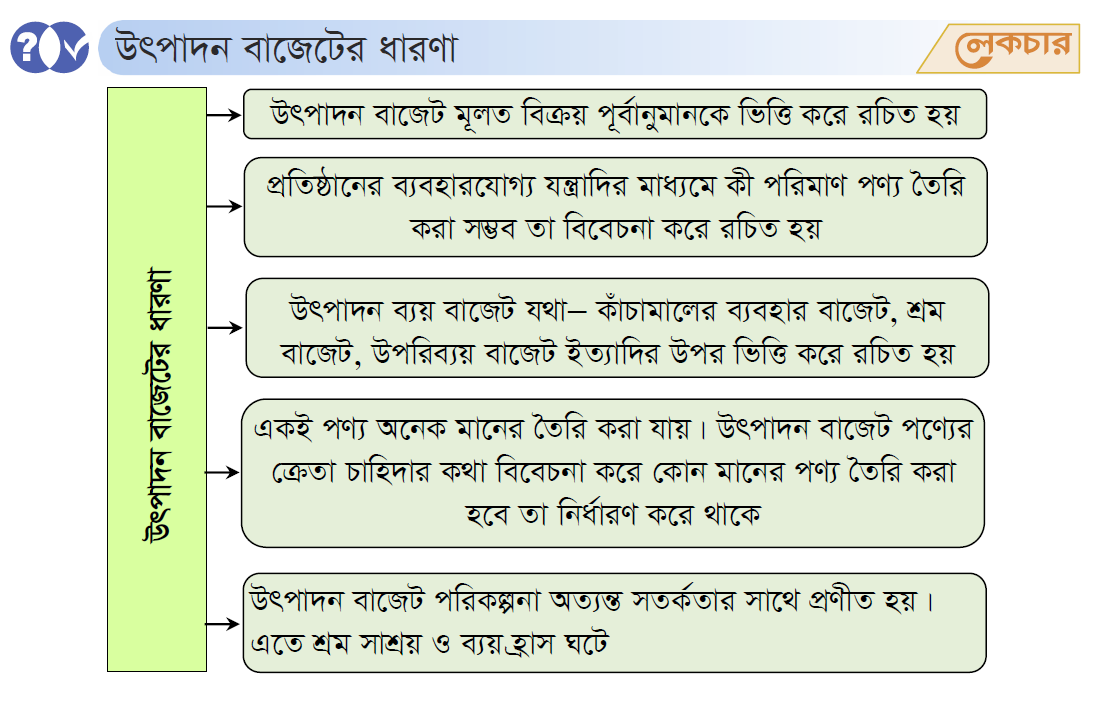 ?
উৎপাদন বাজেটের ধারণা
লেকচার
উৎপাদন বাজেটের ধারণা
উৎপাদন বাজেট মূলত বিক্রয় পূর্বানুমানকে ভিত্তি করে রচিত হয়
প্রতিষ্ঠানের ব্যবহারযোগ্য যন্ত্রাদির মাধ্যমে কী পরিমাণ পণ্য তৈরি
করা সম্ভব তা বিবেচনা করে রচিত হয়
উৎপাদন ব্যয় বাজেট যথা– কাঁচামালের ব্যবহার বাজেট, শ্রম
বাজেট, উপরিব্যয় বাজেট ইত্যাদির উপর ভিত্তি করে রচিত হয়
একই পণ্য অনেক মানের তৈরি করা যায়। উৎপাদন বাজেট পণ্যের
ক্রেতা চাহিদার কথা বিবেচনা করে কোন মানের পণ্য তৈরি করা
হবে তা নির্ধারণ করে থাকে
উৎপাদন বাজেট পরিকল্পনা অত্যন্ত সতর্কতার সাথে প্রণীত হয়।
এতে শ্রম সাশ্রয় ও ব্যয় হ্রাস ঘটে